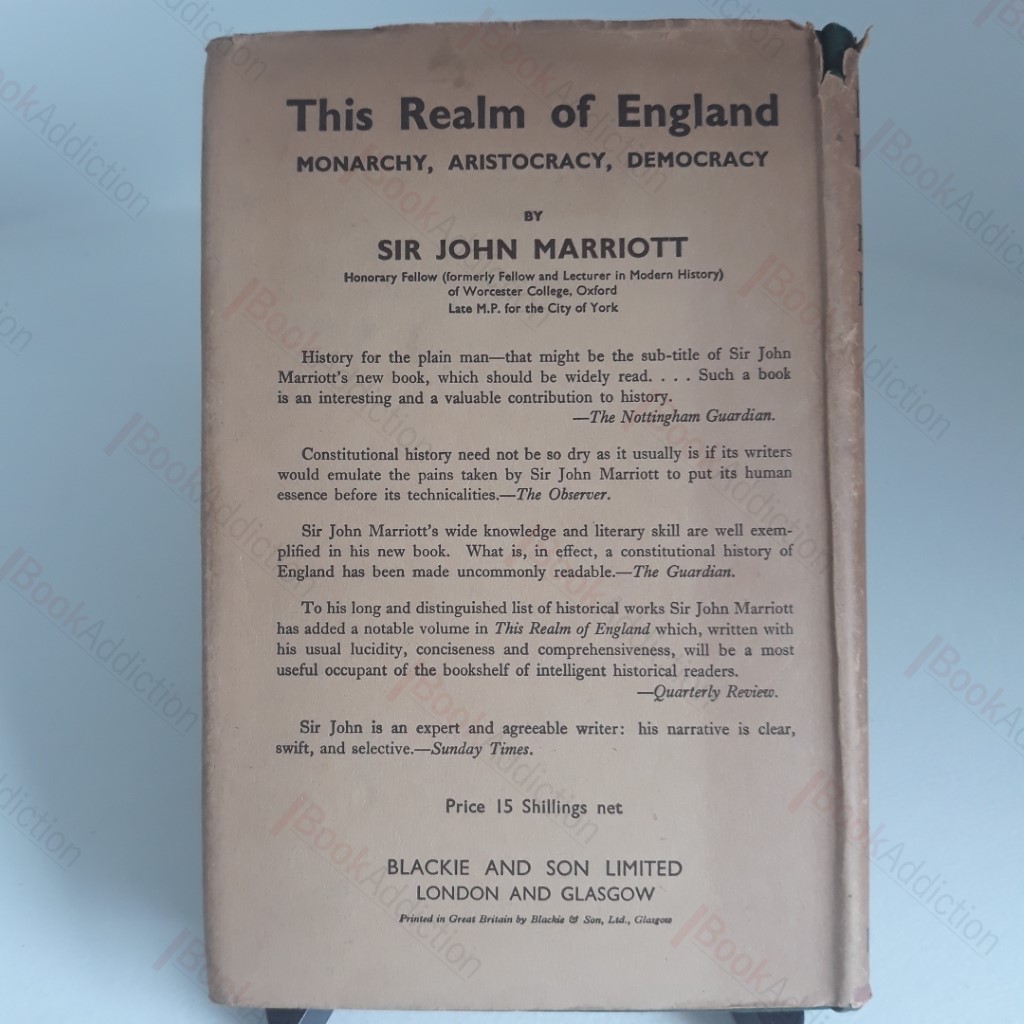 This Realm of England
MONARCHY, ARISTOCRACY, DEMOCRACY
BY
SIR JOHN MARRIOTT
Honorary Fellow (formerly Fellow and Lecturer in Modern History)
of Worcester College, Oxford
Late M.P. for the City of York
History for the plain man—that might be the sub-title of Sir John
Marriott's new book, which should be widely read. . . . Such a book
is an interesting and a valuable contribution to history.
—The Nottingham Guardian.
Constitutional history need not be so dry as it usually is if its writers
would emulate the pains taken by Sir John Marriott to put its human
essence before its technicalities.—The Observer.
Sir John Marriott's wide knowledge and literary skill are well exem-
plified in his new book. What is, in effect, a constitutional history of
England has been made uncommonly readable.—The Guardian.
To his long and distinguished list of historical works Sir John Marriott
has added a notable volume in This Realm of England which, written with
his usual lucidity, conciseness and comprehensiveness, will be a most
useful occupant of the bookshelf of intelligent historical readers.
—Quarterly Review.
Sir John is an expert and agreeable writer: his narrative is clear,
swift, and selective.—Sunday Times.
Price 15 Shillings net
BLACKIE AND SON LIMITED
LONDON AND GLASGOW
Printed in Great Britain by Blackie & Son, Ltd., Glasgow
BookAddiction